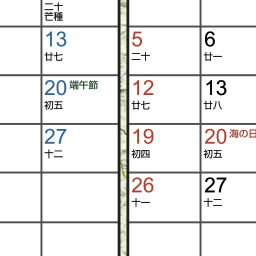 二十
芒種
13 5 6
廿七 二十 廿一
20 端午節 12 13
初五 廿七 廿八
27 19 20 海の日
十二 初四 初五
26 27
十一 十二